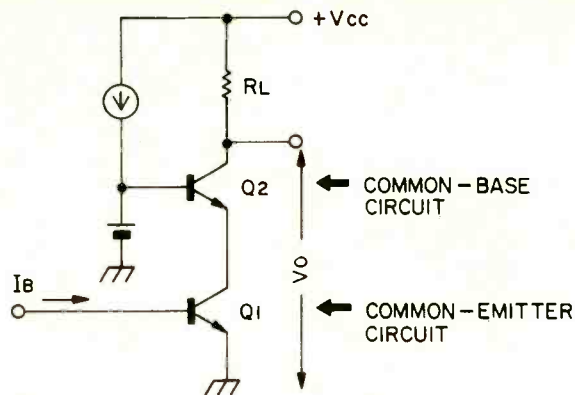 +Vcc
RL
Q2
COMMON-BASE
CIRCUIT
Vo
IB
Q1
COMMON-EMITTER
CIRCUIT